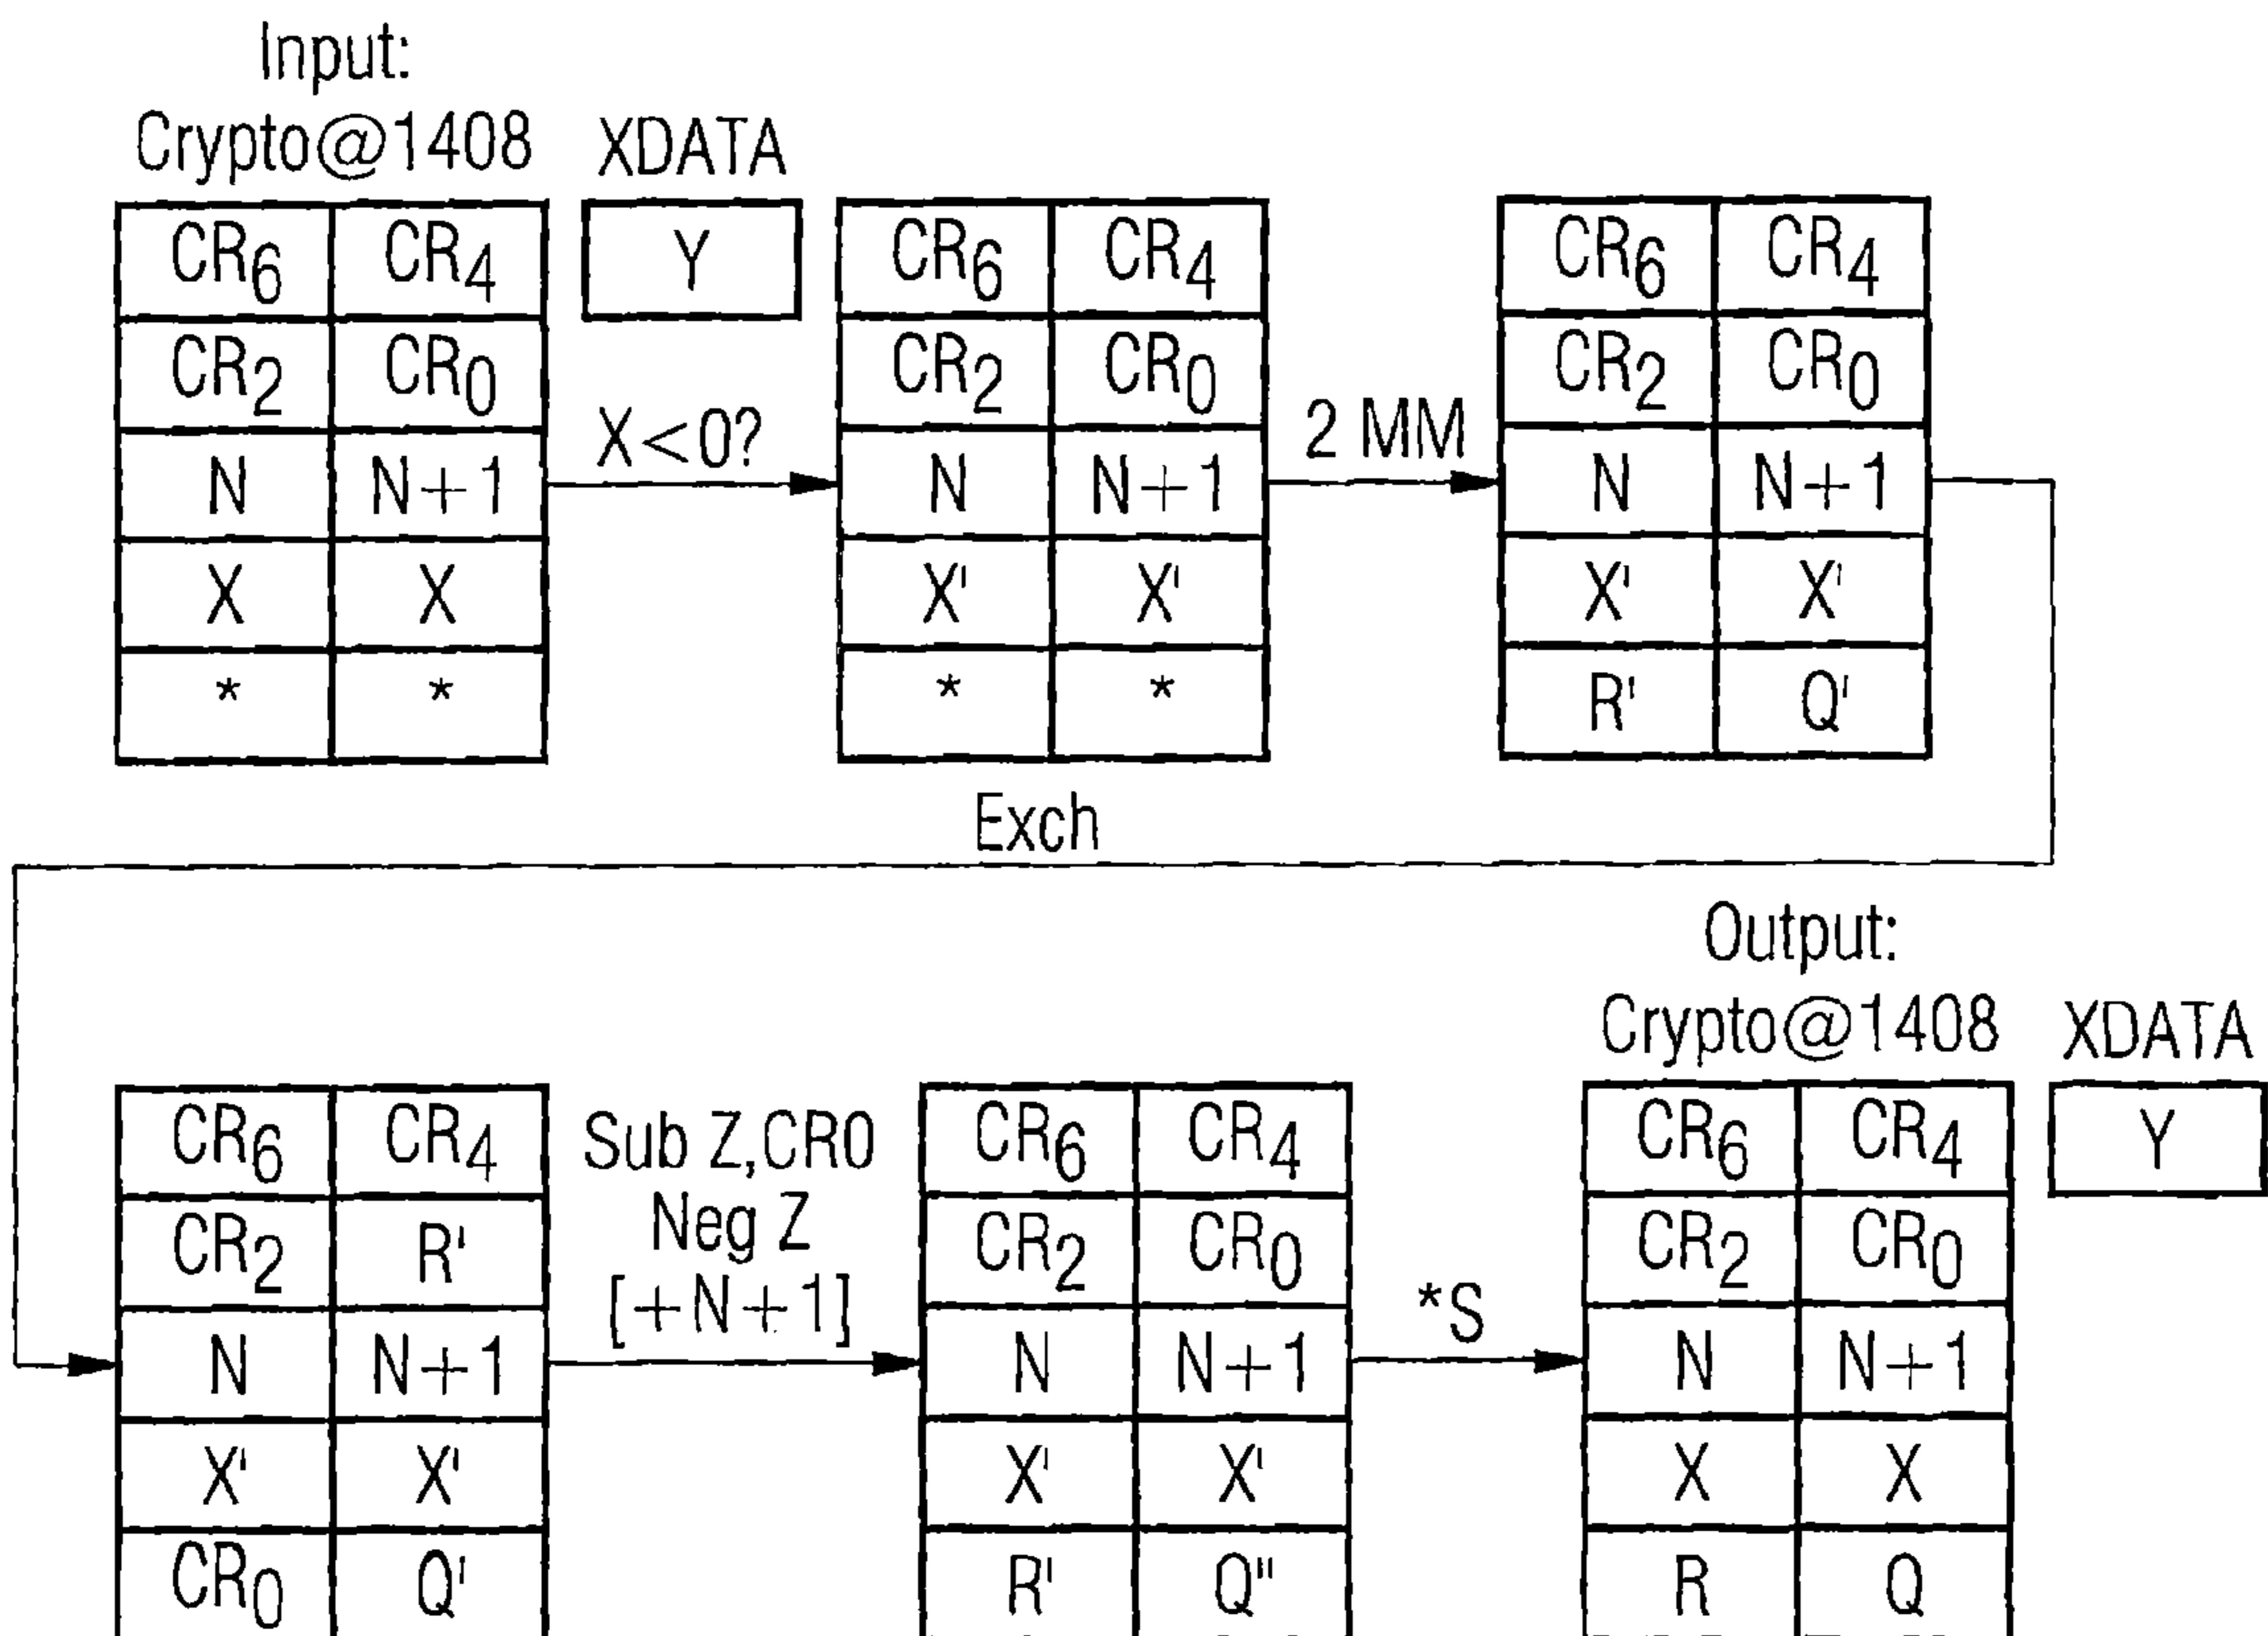 Input:
Crypto@1408 XDATA
CR6 CR4 Y CR6 CR4 CR6 CR4
CR2 CR0 CR2 CR0 CR2 CR0
X<0? 2 MM
N N+1 N N+1 N N+1
X X X' X' X' X'
* * * * R' Q'
Exch
Output:
Crypto@1408 XDATA
CR6 CR4 Sub Z,CR0 CR6 CR4 CR6 CR4 Y
CR2 R' Neg Z CR2 CR0 CR2 CR0
[+N+1] *S
N N+1 N N+1 N N+1
X' X' X' X' X X
CR0 Q' R' Q" R Q